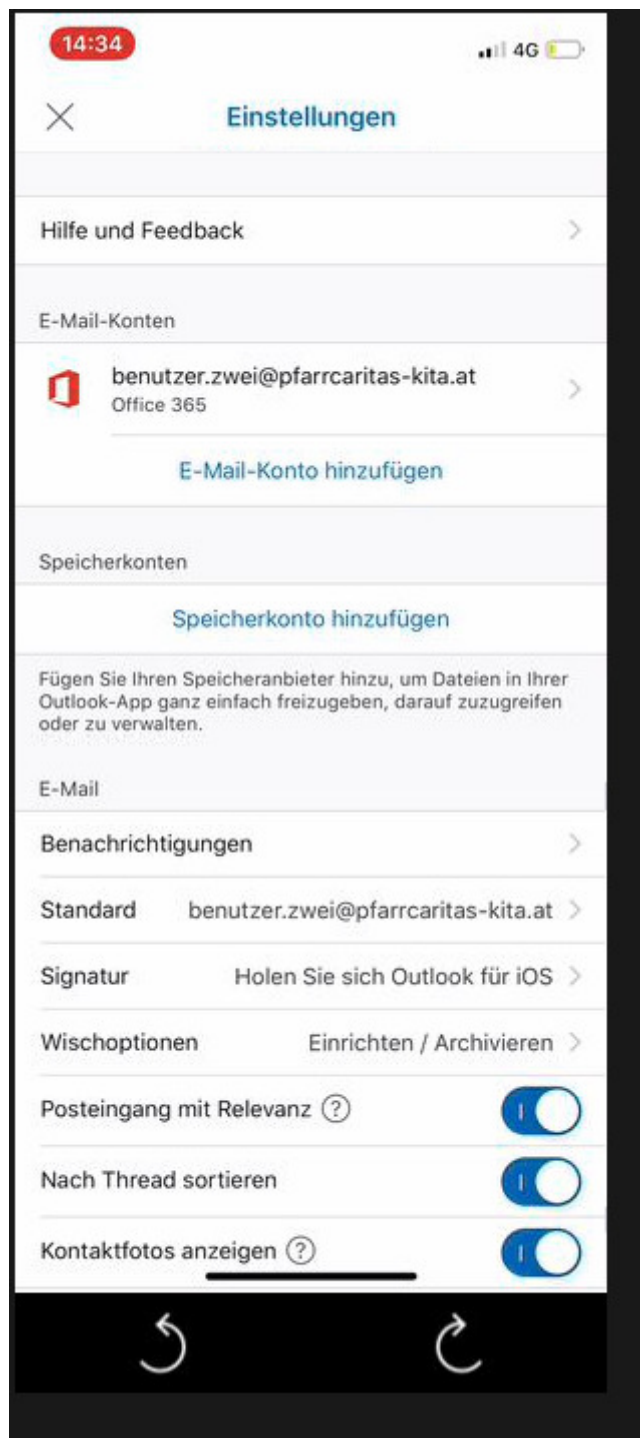 14:34
4G
Einstellungen
Hilfe und Feedback
E-Mail-Konten
benutzer.zwei@pfarrcaritas-kita.at
Office 365
E-Mail-Konto hinzufügen
Speicherkonten
Speicherkonto hinzufügen
Fügen Sie Ihren Speicheranbieter hinzu, um Dateien in Ihrer
Outlook-App ganz einfach freizugeben, darauf zuzugreifen
oder zu verwalten.
E-Mail
Benachrichtigungen
Standard benutzer.zwei@pfarrcaritas-kita.at
Signatur Holen Sie sich Outlook für iOS
Wischoptionen Einrichten / Archivieren
Posteingang mit Relevanz ?
Nach Thread sortieren
Kontaktfotos anzeigen ?